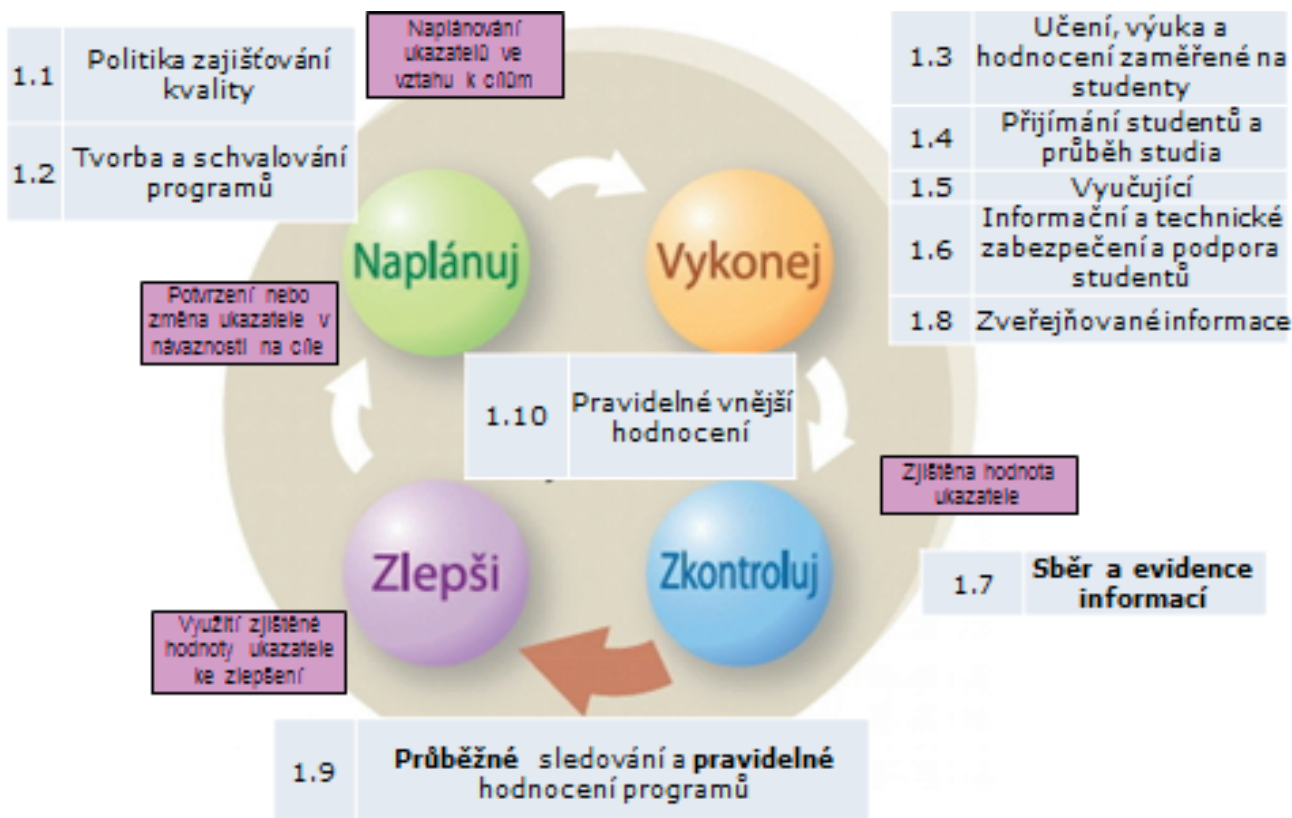 1.1
Politika zajišťování
kvality
1.2
Tvorba a schvalování
programů
Naplánování
ukazatelů ve
vztahu k cílům
1.3
Učení, výuka a
hodnocení zaměřené na
studenty
1.4
Přijímání studentů a
průběh studia
1.5
Vyučující
1.6
Informační a technické
zabezpečení a podpora
studentů
1.8
Zveřejňované informace
Naplánuj
Vykonej
Potvrzení nebo
změna ukazatele v
návaznosti na cíle
1.10
Pravidelné vnější
hodnocení
Zjištěna hodnota
ukazatele
Zlepši
Zkontroluj
1.7
Sběr a evidence
informací
Využití zjištěné
hodnoty ukazatele
ke zlepšení
1.9
Průběžné sledování a pravidelné
hodnocení programů